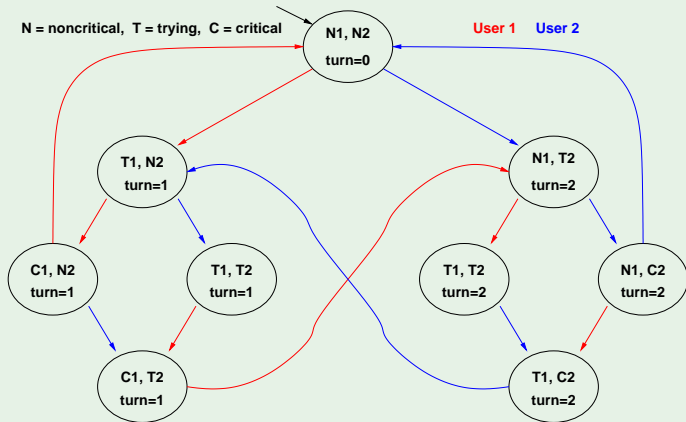 N = noncritical, T = trying, C = critical
User 1 User 2
N1, N2
turn=0
T1, N2
turn=1
N1, T2
turn=2
C1, N2
turn=1
T1, T2
turn=1
T1, T2
turn=2
N1, C2
turn=2
C1, T2
turn=1
T1, C2
turn=2